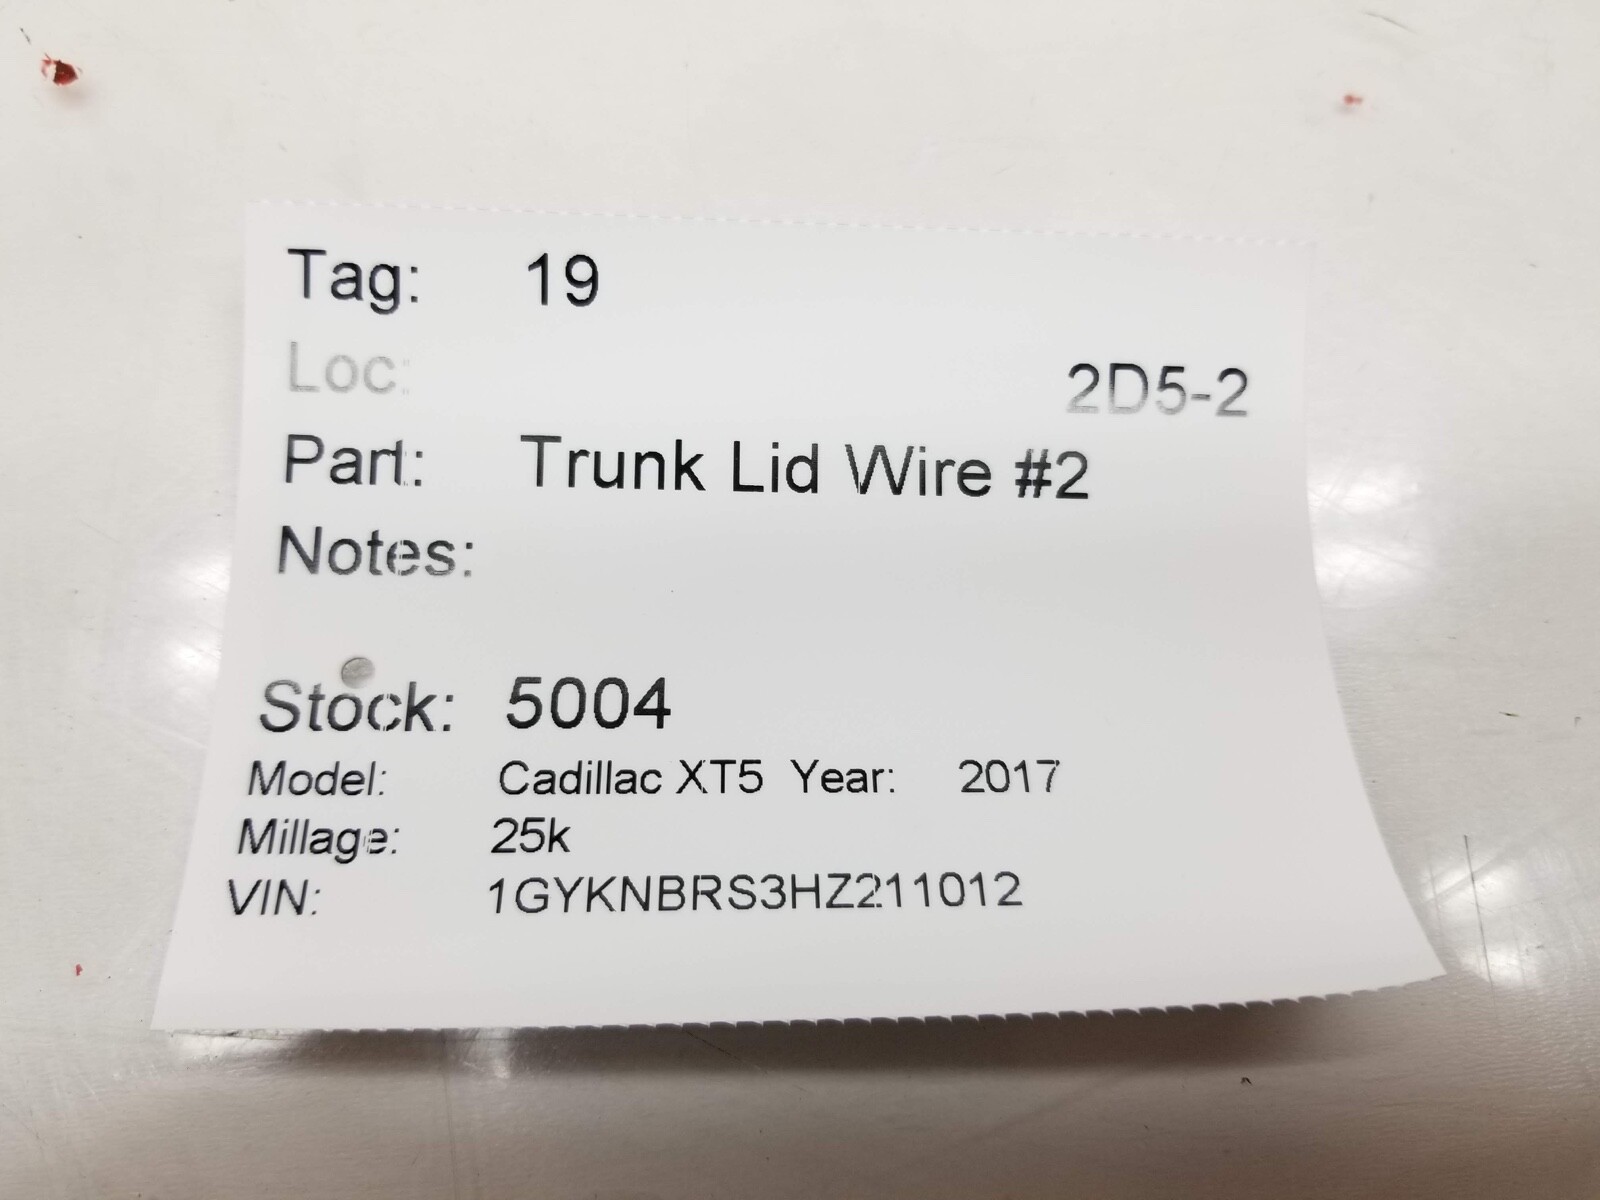 Tag: 19
Loc: 2D5-2
Part: Trunk Lid Wire #2
Notes:
Stock: 5004
Model: Cadillac XT5 Year: 2017
Millage: 25k
VIN: 1GYKNBRS3HZ211012